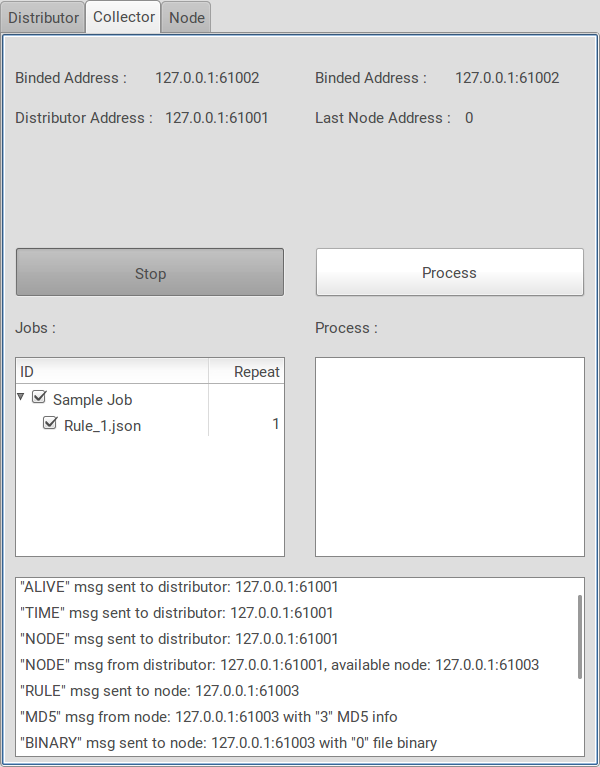 Distributor Collector Node
Binded Address : 127.0.0.1:61002 Binded Address : 127.0.0.1:61002
Distributor Address : 127.0.0.1:61001 Last Node Address : 0
Stop Process
Jobs : Process :
ID Repeat
Sample Job
Rule_1.json 1
"ALIVE" msg sent to distributor: 127.0.0.1:61001
"TIME" msg sent to distributor: 127.0.0.1:61001
"NODE" msg sent to distributor: 127.0.0.1:61001
"NODE" msg from distributor: 127.0.0.1:61001, available node: 127.0.0.1:61003
"RULE" msg sent to node: 127.0.0.1:61003
"MD5" msg from node: 127.0.0.1:61003 with "3" MD5 info
"BINARY" msg sent to node: 127.0.0.1:61003 with "0" file binary